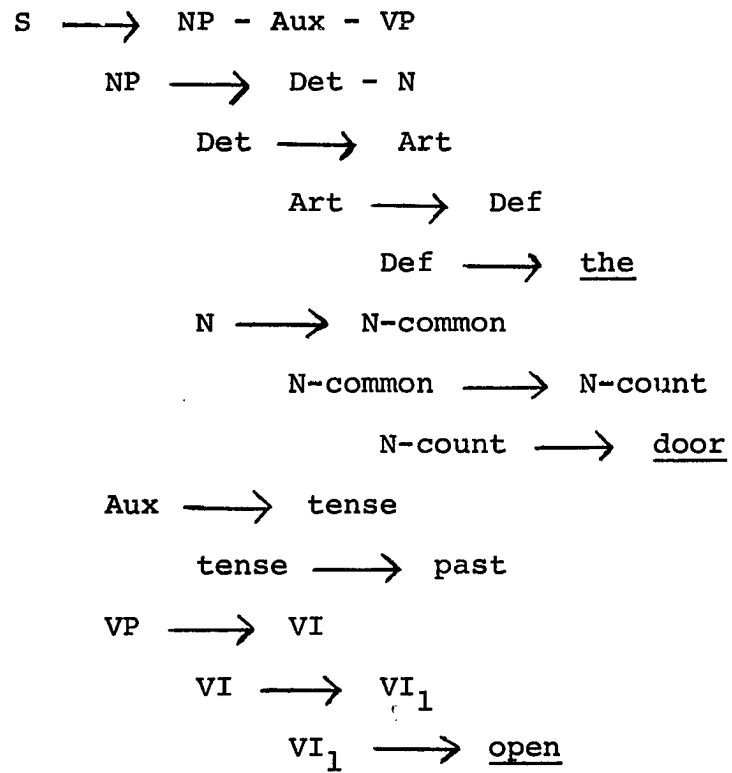 S ⟶ NP - Aux - VP
NP ⟶ Det - N
Det ⟶ Art
Art ⟶ Def
Def ⟶ the
N ⟶ N-common
N-common ⟶ N-count
N-count ⟶ door
Aux ⟶ tense
tense ⟶ past
VP ⟶ VI
VI ⟶ VI₁
VI₁ ⟶ open